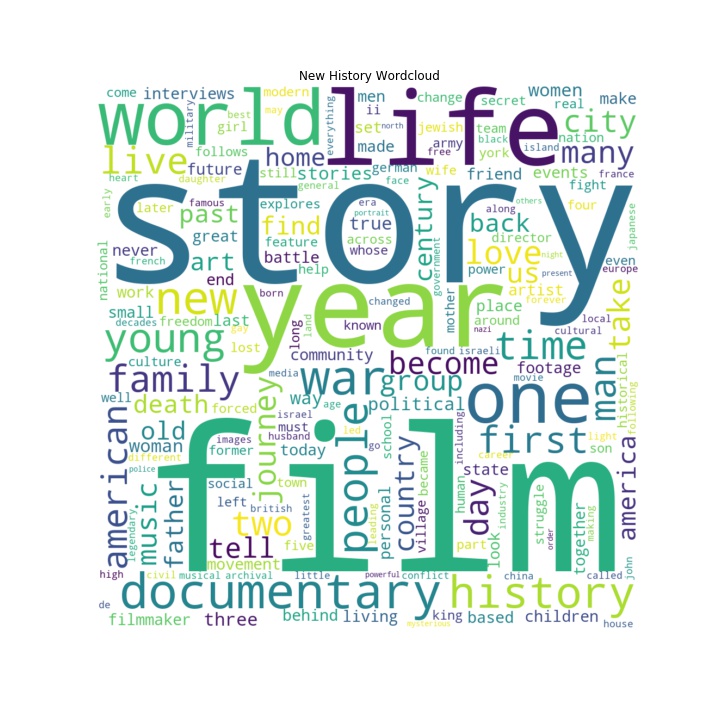 New History Wordcloud
come interviews military modern may everything men ii change secret women real make
world life city
best girl set north made jewish army free team york black island nation many
live follows future home still stories german wife friend events fight france
heart daughter general face
early later famous past explores era portrait true century along others four japanese
story
great find feature across whose back director love us even europe
never french art battle help government power artist night present
national end born changed mother place forever local cultural take
work new year known nazi around
small decades freedom last gay lost long land community found israeli time
young culture media become movie footage man historical following
family war group one
well death forced way age political
american different old woman images israel must husband led go school first light son america
journey people country career including
police former today became state
film
music father social left town british greatest leading personal village human day look industry struggle order together making
legendary two tell five part
movement
high civil musical archival little powerful conflict china called john
documentary history
de filmmaker three behind living king based children house
mysterious